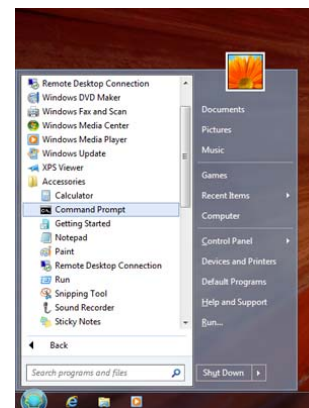 Remote Desktop Connection
Windows DVD Maker
Windows Fax and Scan
Windows Media Center
Windows Media Player
Windows Update
XPS Viewer
Accessories
Calculator
Command Prompt
Getting Started
Notepad
Paint
Remote Desktop Connection
Run
Snipping Tool
Sound Recorder
Sticky Notes
Back
Search programs and files
Documents
Pictures
Music
Games
Recent Items
Computer
Control Panel
Devices and Printers
Default Programs
Help and Support
Run...
Shut Down